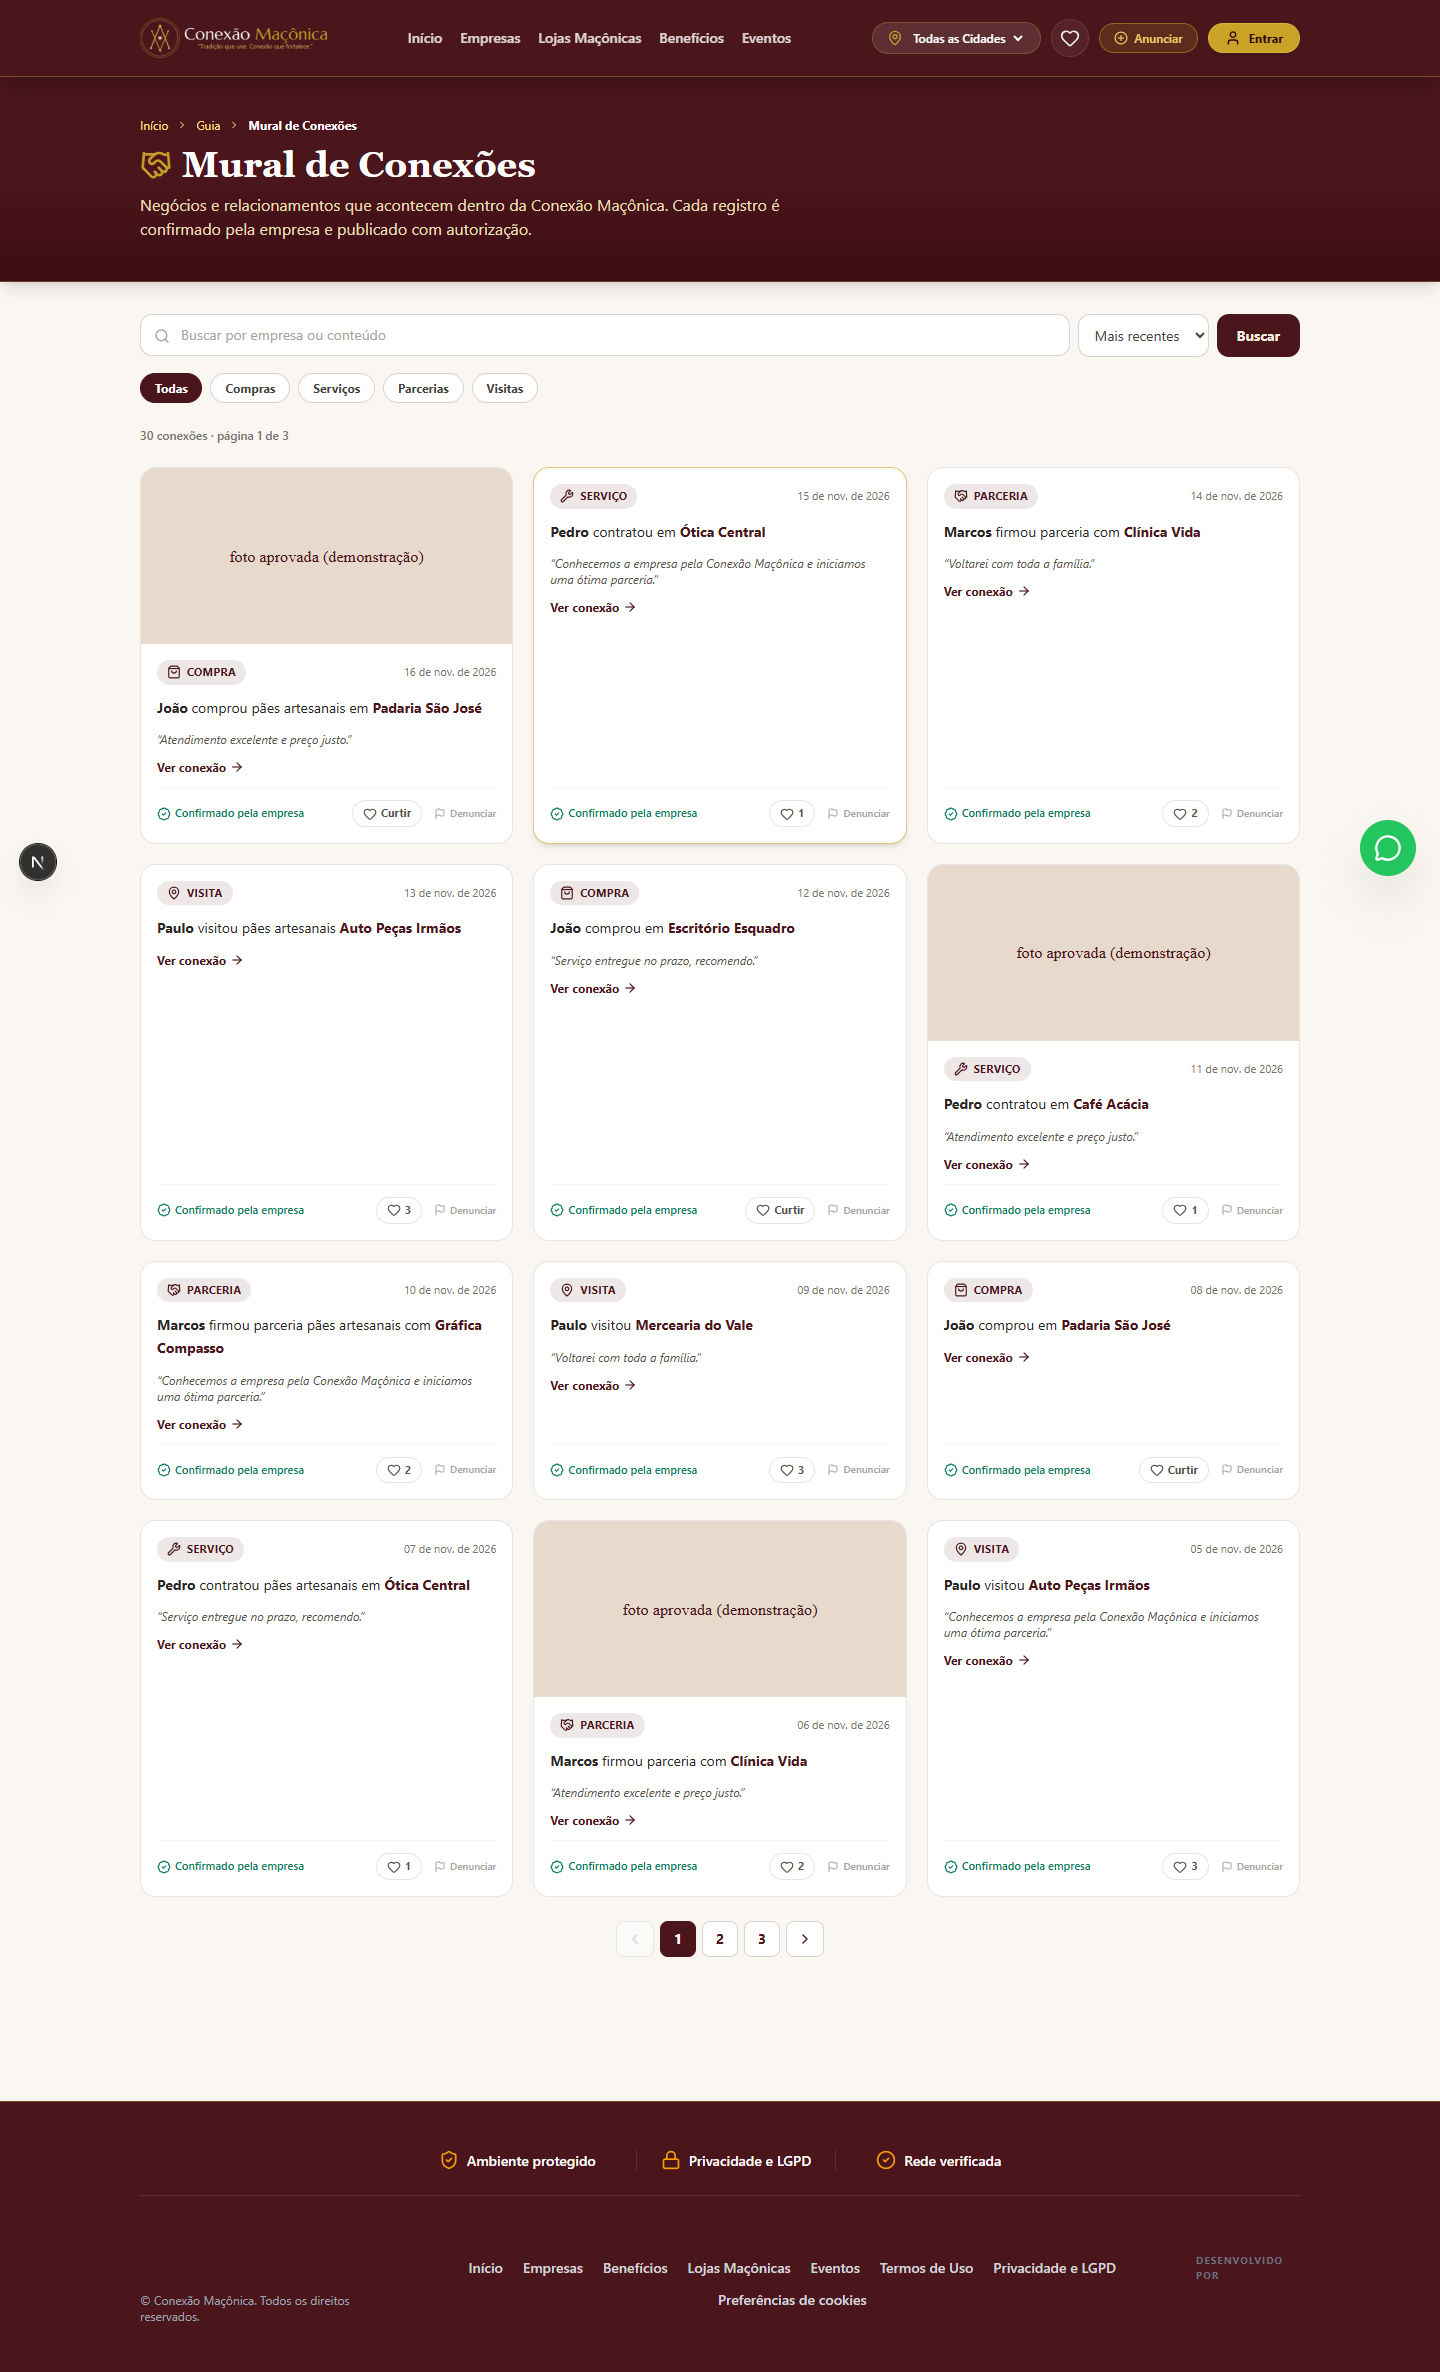 Conexão Maçônica
"Tradição que une. Conexão que fortalece."
Início
Empresas
Lojas Maçônicas
Benefícios
Eventos
Todas as Cidades
Anunciar
Entrar
Início > Guia > Mural de Conexões
Mural de Conexões
Negócios e relacionamentos que acontecem dentro da Conexão Maçônica. Cada registro é
confirmado pela empresa e publicado com autorização.
Buscar por empresa ou conteúdo
Mais recentes
Buscar
Todas
Compras
Serviços
Parcerias
Visitas
30 conexões · página 1 de 3
foto aprovada (demonstração)
COMPRA
16 de nov. de 2026
João comprou pães artesanais em Padaria São José
“Atendimento excelente e preço justo.”
Ver conexão →
Confirmado pela empresa
Curtir
Denunciar
SERVIÇO
15 de nov. de 2026
Pedro contratou em Ótica Central
“Conhecemos a empresa pela Conexão Maçônica e iniciamos
uma ótima parceria.”
Ver conexão →
Confirmado pela empresa
1
Denunciar
PARCERIA
14 de nov. de 2026
Marcos firmou parceria com Clínica Vida
“Voltarei com toda a família.”
Ver conexão →
Confirmado pela empresa
2
Denunciar
VISITA
13 de nov. de 2026
Paulo visitou pães artesanais Auto Peças Irmãos
Ver conexão →
Confirmado pela empresa
3
Denunciar
COMPRA
12 de nov. de 2026
João comprou em Escritório Esquadro
“Serviço entregue no prazo, recomendo.”
Ver conexão →
Confirmado pela empresa
Curtir
Denunciar
foto aprovada (demonstração)
SERVIÇO
11 de nov. de 2026
Pedro contratou em Café Acácia
“Atendimento excelente e preço justo.”
Ver conexão →
Confirmado pela empresa
1
Denunciar
PARCERIA
10 de nov. de 2026
Marcos firmou parceria pães artesanais com Gráfica
Compasso
“Conhecemos a empresa pela Conexão Maçônica e iniciamos
uma ótima parceria.”
Ver conexão →
Confirmado pela empresa
2
Denunciar
VISITA
09 de nov. de 2026
Paulo visitou Mercearia do Vale
“Voltarei com toda a família.”
Ver conexão →
Confirmado pela empresa
3
Denunciar
COMPRA
08 de nov. de 2026
João comprou em Padaria São José
Ver conexão →
Confirmado pela empresa
Curtir
Denunciar
SERVIÇO
07 de nov. de 2026
Pedro contratou pães artesanais em Ótica Central
“Serviço entregue no prazo, recomendo.”
Ver conexão →
Confirmado pela empresa
1
Denunciar
foto aprovada (demonstração)
PARCERIA
06 de nov. de 2026
Marcos firmou parceria com Clínica Vida
“Atendimento excelente e preço justo.”
Ver conexão →
Confirmado pela empresa
2
Denunciar
VISITA
05 de nov. de 2026
Paulo visitou Auto Peças Irmãos
“Conhecemos a empresa pela Conexão Maçônica e iniciamos
uma ótima parceria.”
Ver conexão →
Confirmado pela empresa
3
Denunciar
N
1
2
3
Ambiente protegido
Privacidade e LGPD
Rede verificada
© Conexão Maçônica. Todos os direitos
reservados.
Início
Empresas
Benefícios
Lojas Maçônicas
Eventos
Termos de Uso
Privacidade e LGPD
Preferências de cookies
DESENVOLVIDO
POR